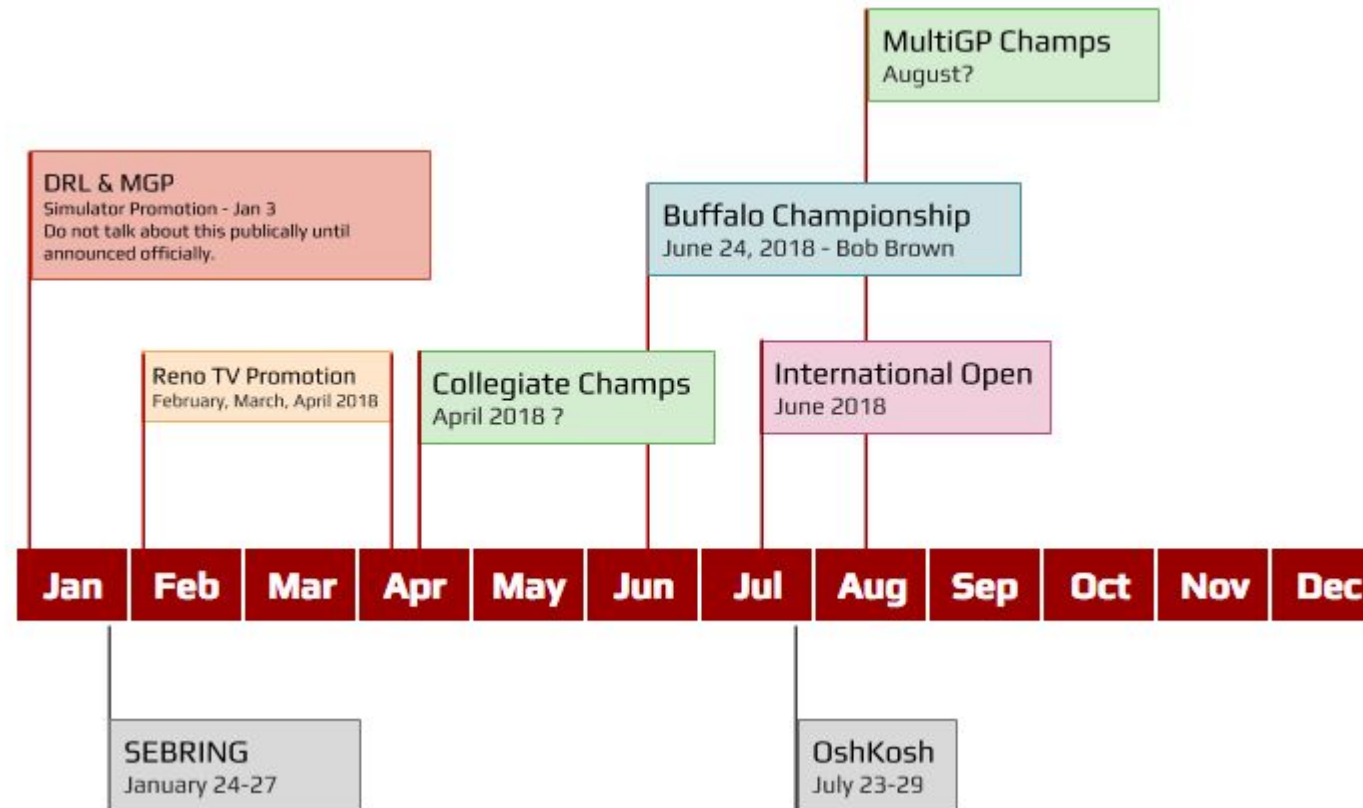 MultiGP Champs
August?
DRL & MGP
Simulator Promotion - Jan 3
Do not talk about this publically until
announced officially.
Buffalo Championship
June 24, 2018 - Bob Brown
Reno TV Promotion
February, March, April 2018
Collegiate Champs
April 2018 ?
International Open
June 2018
Jan Feb Mar Apr May Jun Jul Aug Sep Oct Nov Dec
SEBRING
January 24-27
OshKosh
July 23-29